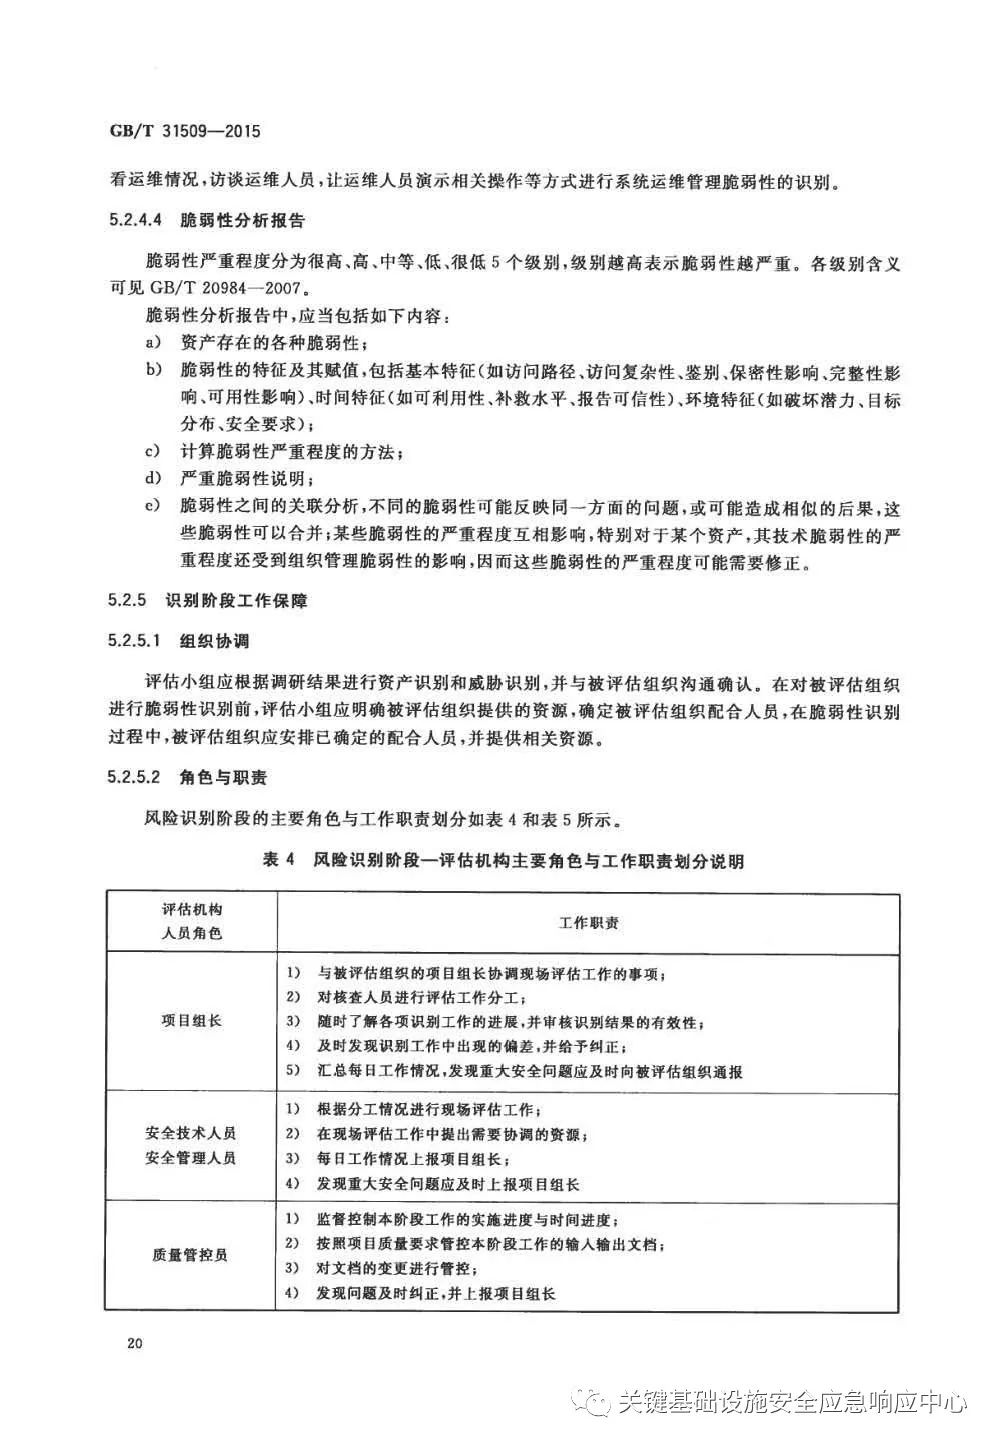 GB/T 31509—2015
看运维情况,访谈运维人员,让运维人员演示相关操作等方式进行系统运维管理脆弱性的识别。
5.2.4.4 脆弱性分析报告
脆弱性严重程度分为很高、高、中等、低、很低 5 个级别,级别越高表示脆弱性越严重。各级别含义
可见 GB/T 20984—2007。
脆弱性分析报告中,应当包括如下内容:
a) 资产存在的各种脆弱性;
b) 脆弱性的特征及其赋值,包括基本特征(如访问路径、访问复杂性、鉴别、保密性影响、完整性影
响、可用性影响)、时间特征(如可利用性、补救水平、报告可信性)、环境特征(如破坏潜力、目标
分布、安全要求);
c) 计算脆弱性严重程度的方法;
d) 严重脆弱性说明;
e) 脆弱性之间的关联分析,不同的脆弱性可能反映同一方面的问题,或可能造成相似的后果,这
些脆弱性可以合并;某些脆弱性的严重程度互相影响,特别对于某个资产,其技术脆弱性的严
重程度还受到组织管理脆弱性的影响,因而这些脆弱性的严重程度可能需要修正。
5.2.5 识别阶段工作保障
5.2.5.1 组织协调
评估小组应根据调研结果进行资产识别和威胁识别,并与被评估组织沟通确认。在对被评估组织
进行脆弱性识别前,评估小组应明确被评估组织提供的资源,确定被评估组织配合人员,在脆弱性识别
过程中,被评估组织应安排已确定的配合人员,并提供相关资源。
5.2.5.2 角色与职责
风险识别阶段的主要角色与工作职责划分如表 4 和表 5 所示。
表 4 风险识别阶段—评估机构主要角色与工作职责划分说明
评估机构
人员角色
工作职责
项目组长
1) 与被评估组织的项目组长协调现场评估工作的事项;
2) 对核查人员进行评估工作分工;
3) 随时了解各项识别工作的进展,并审核识别结果的有效性;
4) 及时发现识别工作中出现的偏差,并给予纠正;
5) 汇总每日工作情况,发现重大安全问题应及时向被评估组织通报
安全技术人员
安全管理人员
1) 根据分工情况进行现场评估工作;
2) 在现场评估工作中提出需要协调的资源;
3) 每日工作情况上报项目组长;
4) 发现重大安全问题应及时上报项目组长
质量管控员
1) 监督控制本阶段工作的实施进度与时间进度;
2) 按照项目质量要求管控本阶段工作的输入输出文档;
3) 对文档的变更进行管控;
4) 发现问题及时纠正,并上报项目组长
20
关键基础设施安全应急响应中心